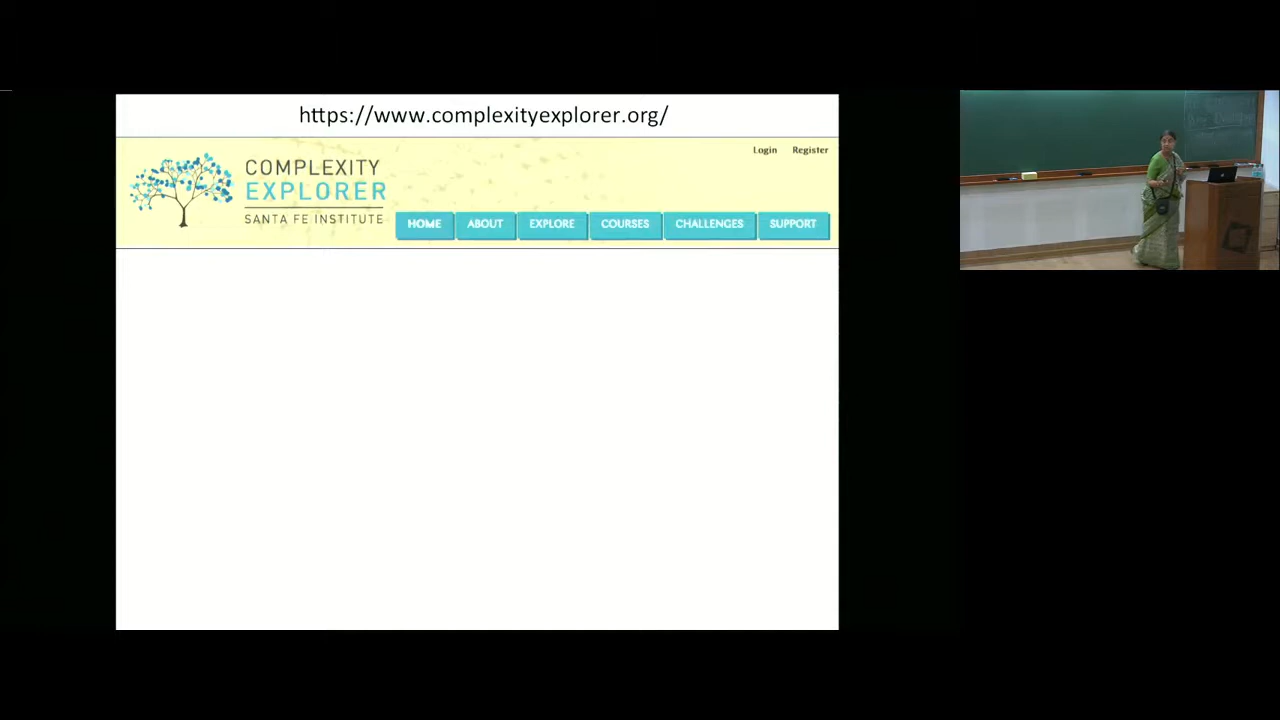 https://www.complexityexplorer.org/
Login Register
COMPLEXITY
EXPLORER
SANTA FE INSTITUTE
HOME ABOUT EXPLORE COURSES CHALLENGES SUPPORT